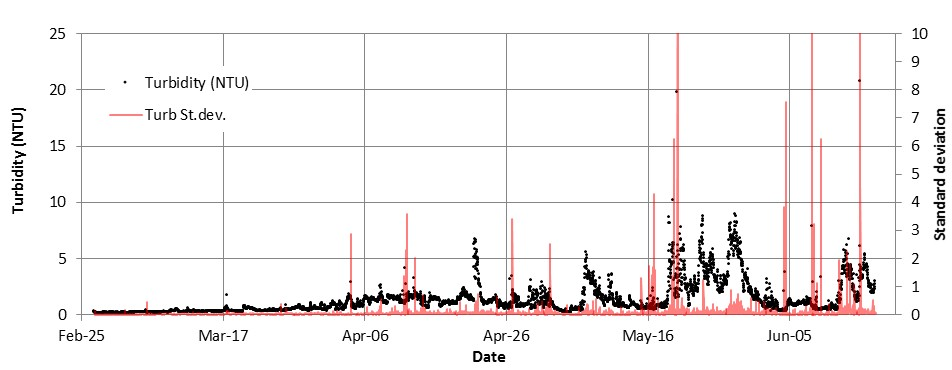 25
20
15
10
5
0
10
9
8
7
6
5
4
3
2
1
0
Turbidity (NTU)
Standard deviation
Turbidity (NTU)
Turb St.dev.
Feb-25 Mar-17 Apr-06 Apr-26 May-16 Jun-05
Date